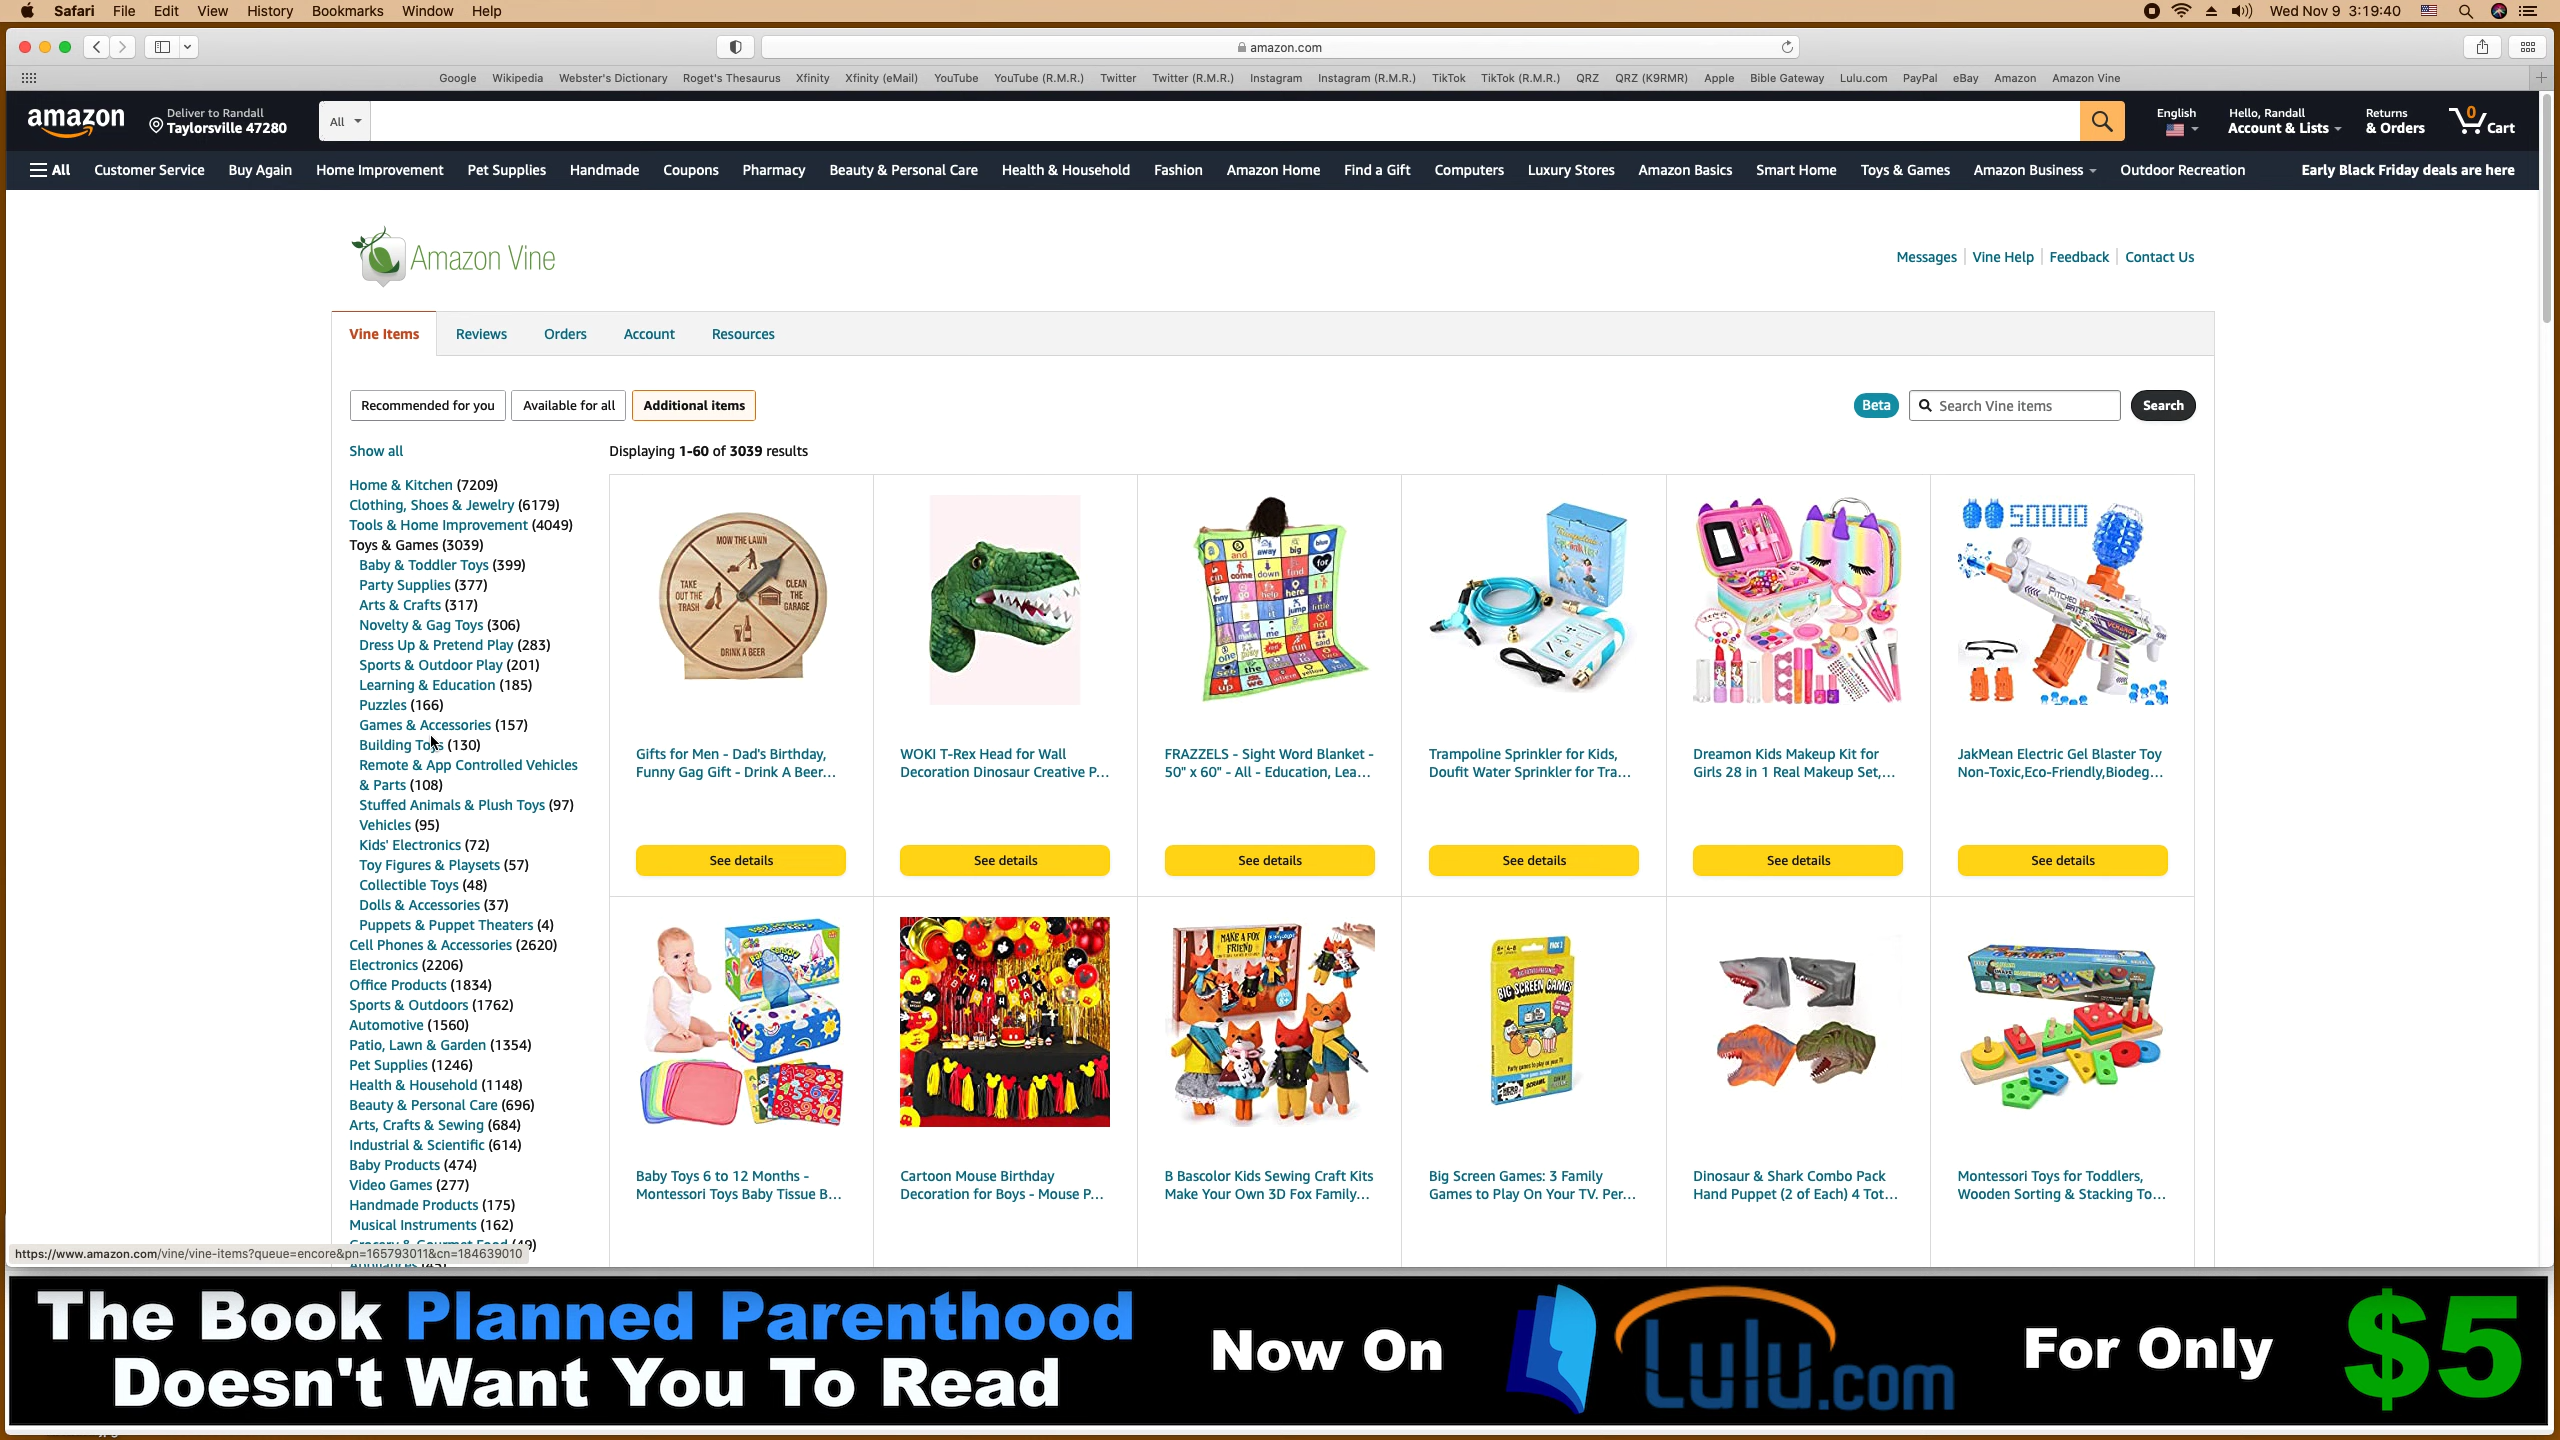 Safari File Edit View History Bookmarks Window Help
Wed Nov 9 3:19:40
amazon.com
Google Wikipedia Webster's Dictionary Roget's Thesaurus Xfinity Xfinity (eMail) YouTube YouTube (R.M.R.) Twitter Twitter (R.M.R.) Instagram Instagram (R.M.R.) TikTok TikTok (R.M.R.) QRZ QRZ (K9RMR) Apple Bible Gateway Lulu.com PayPal eBay Amazon Amazon Vine
amazon
Deliver to Randall
Taylorsville 47280
All
English
Hello, Randall
Account & Lists
Returns
& Orders
0
Cart
All Customer Service Buy Again Home Improvement Pet Supplies Handmade Coupons Pharmacy Beauty & Personal Care Health & Household Fashion Amazon Home Find a Gift Computers Luxury Stores Amazon Basics Smart Home Toys & Games Amazon Business Outdoor Recreation Early Black Friday deals are here
Amazon Vine
Messages Vine Help Feedback Contact Us
Vine Items Reviews Orders Account Resources
Recommended for you Available for all Additional items
Beta Search Vine items Search
Show all
Displaying 1-60 of 3039 results
Home & Kitchen (7209)
Clothing, Shoes & Jewelry (6179)
Tools & Home Improvement (4049)
Toys & Games (3039)
Baby & Toddler Toys (399)
Party Supplies (377)
Arts & Crafts (317)
Novelty & Gag Toys (306)
Dress Up & Pretend Play (283)
Sports & Outdoor Play (201)
Learning & Education (185)
Puzzles (166)
Games & Accessories (157)
Building Toys (130)
Remote & App Controlled Vehicles
& Parts (108)
Stuffed Animals & Plush Toys (97)
Vehicles (95)
Kids' Electronics (72)
Toy Figures & Playsets (57)
Collectible Toys (48)
Dolls & Accessories (37)
Puppets & Puppet Theaters (4)
Cell Phones & Accessories (2620)
Electronics (2206)
Office Products (1834)
Sports & Outdoors (1762)
Automotive (1560)
Patio, Lawn & Garden (1354)
Pet Supplies (1246)
Health & Household (1148)
Beauty & Personal Care (696)
Arts, Crafts & Sewing (684)
Industrial & Scientific (614)
Baby Products (474)
Video Games (277)
Handmade Products (175)
Musical Instruments (162)
https://www.amazon.com/vine/vine-items?queue=encore&pn=165793011&cn=184639010
MOW THE LAWN
TAKE OUT THE TRASH
CLEAN THE GARAGE
DRINK A BEER
50000
Gifts for Men - Dad's Birthday,
Funny Gag Gift - Drink A Beer...
See details
WOKI T-Rex Head for Wall
Decoration Dinosaur Creative P...
See details
FRAZZELS - Sight Word Blanket -
50" x 60" - All - Education, Lea...
See details
Trampoline Sprinkler for Kids,
Doufit Water Sprinkler for Tra...
See details
Dreamon Kids Makeup Kit for
Girls 28 in 1 Real Makeup Set,...
See details
JakMean Electric Gel Blaster Toy
Non-Toxic,Eco-Friendly,Biodeg...
See details
MAKE A FOX
FRIEND
BIG SCREEN GAMES
Baby Toys 6 to 12 Months -
Montessori Toys Baby Tissue B...
Cartoon Mouse Birthday
Decoration for Boys - Mouse P...
B Bascolor Kids Sewing Craft Kits
Make Your Own 3D Fox Family...
Big Screen Games: 3 Family
Games to Play On Your TV. Per...
Dinosaur & Shark Combo Pack
Hand Puppet (2 of Each) 4 Tot...
Montessori Toys for Toddlers,
Wooden Sorting & Stacking To...
The Book Planned Parenthood
Doesn't Want You To Read
Now On
Lulu.com
For Only
$5